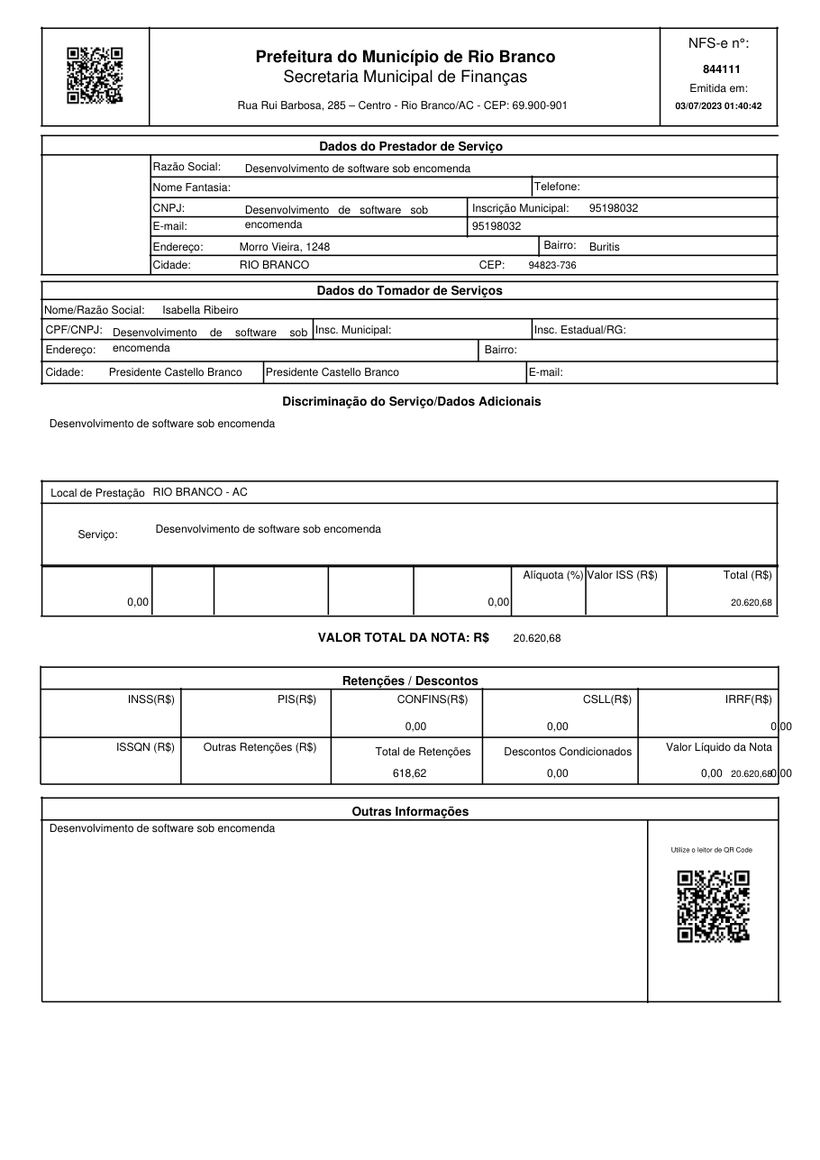 Prefeitura do Município de Rio Branco
Secretaria Municipal de Finanças
Rua Rui Barbosa, 285 – Centro - Rio Branco/AC - CEP: 69.900-901
NFS-e n°:
844111
Emitida em:
03/07/2023 01:40:42
Dados do Prestador de Serviço
Razão Social: Desenvolvimento de software sob encomenda
Nome Fantasia: Telefone:
CNPJ: Desenvolvimento de software sob Inscrição Municipal: 95198032
E-mail: encomenda 95198032
Endereço: Morro Vieira, 1248 Bairro: Buritis
Cidade: RIO BRANCO CEP: 94823-736
Dados do Tomador de Serviços
Nome/Razão Social: Isabella Ribeiro
CPF/CNPJ: Desenvolvimento de software sob Insc. Municipal: Insc. Estadual/RG:
Endereço: encomenda Bairro:
Cidade: Presidente Castello Branco Presidente Castello Branco E-mail:
Discriminação do Serviço/Dados Adicionais
Desenvolvimento de software sob encomenda
Local de Prestação RIO BRANCO - AC
Serviço: Desenvolvimento de software sob encomenda
Alíquota (%) Valor ISS (R$) Total (R$)
0,00 0,00 20.620,68
VALOR TOTAL DA NOTA: R$ 20.620,68
Retenções / Descontos
INSS(R$) PIS(R$) CONFINS(R$) CSLL(R$) IRRF(R$)
0,00 0,00 0,00
ISSQN (R$) Outras Retenções (R$) Total de Retenções Descontos Condicionados Valor Líquido da Nota
618,62 0,00 0,00 20.620,68 0,00
Outras Informações
Desenvolvimento de software sob encomenda
Utilize o leitor de QR Code